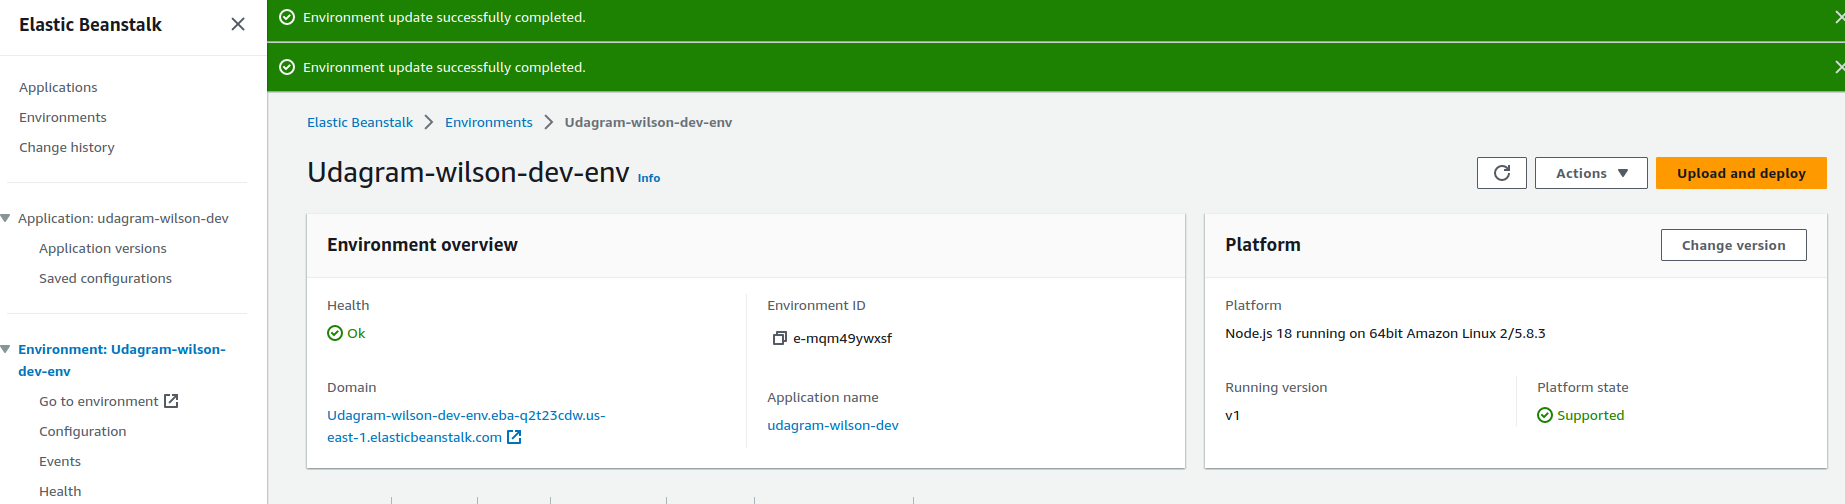 Elastic Beanstalk
Applications
Environments
Change history
Application: udagram-wilson-dev
Application versions
Saved configurations
Environment: Udagram-wilson-
dev-env
Go to environment
Configuration
Events
Health
Environment update successfully completed.
Environment update successfully completed.
Elastic Beanstalk > Environments > Udagram-wilson-dev-env
Udagram-wilson-dev-env Info
Actions
Upload and deploy
Environment overview
Health
Ok
Domain
Udagram-wilson-dev-env.eba-q2t23cdw.us-
east-1.elasticbeanstalk.com
Environment ID
e-mqm49ywxsf
Application name
udagram-wilson-dev
Platform
Change version
Platform
Node.js 18 running on 64bit Amazon Linux 2/5.8.3
Running version
v1
Platform state
Supported